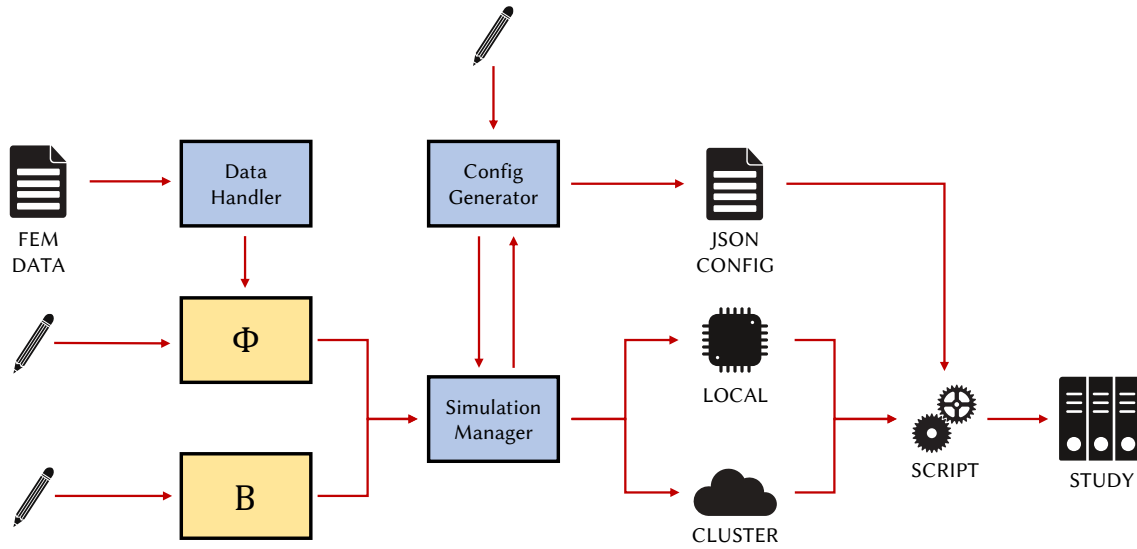 Data
Handler
Config
Generator
FEM
DATA
JSON
CONFIG
Φ
Simulation
Manager
LOCAL
B
CLUSTER
SCRIPT
STUDY